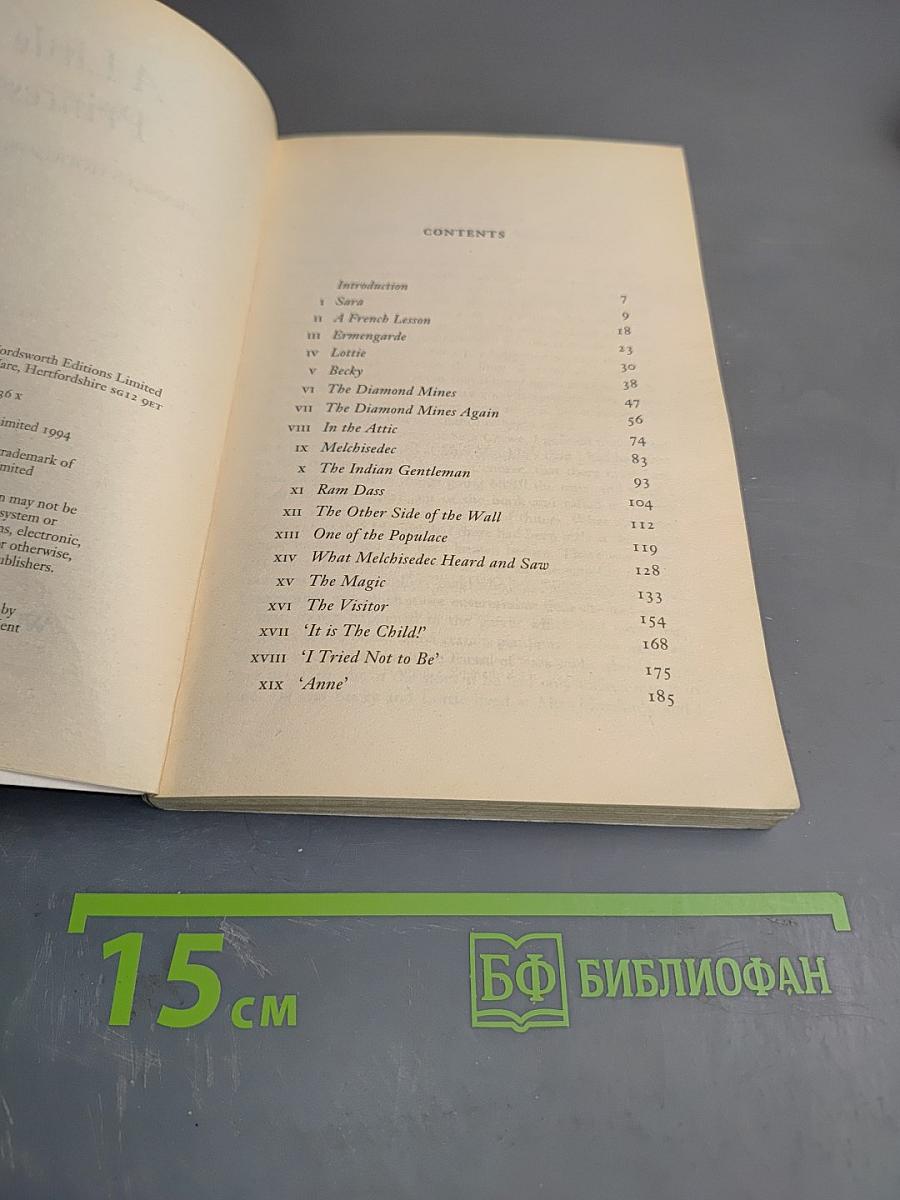 ordsworth Editions Limited
are, Hertfordshire SG12 9ET
36 x
imited 1994
rademark of
mited
n may not be
system or
ns, electronic,
r otherwise,
blishers.
by
ent
CONTENTS
Introduction 7
I Sara 9
II A French Lesson 18
III Ermengarde 23
IV Lottie 30
V Becky 38
VI The Diamond Mines 47
VII The Diamond Mines Again 56
VIII In the Attic 74
IX Melchisedec 83
X The Indian Gentleman 93
XI Ram Dass 104
XII The Other Side of the Wall 112
XIII One of the Populace 119
XIV What Melchisedec Heard and Saw 128
XV The Magic 133
XVI The Visitor 154
XVII ‘It is The Child!’ 168
XVIII ‘I Tried Not to Be’ 175
XIX ‘Anne’ 185
15 см
БФ БИБЛИОФАН